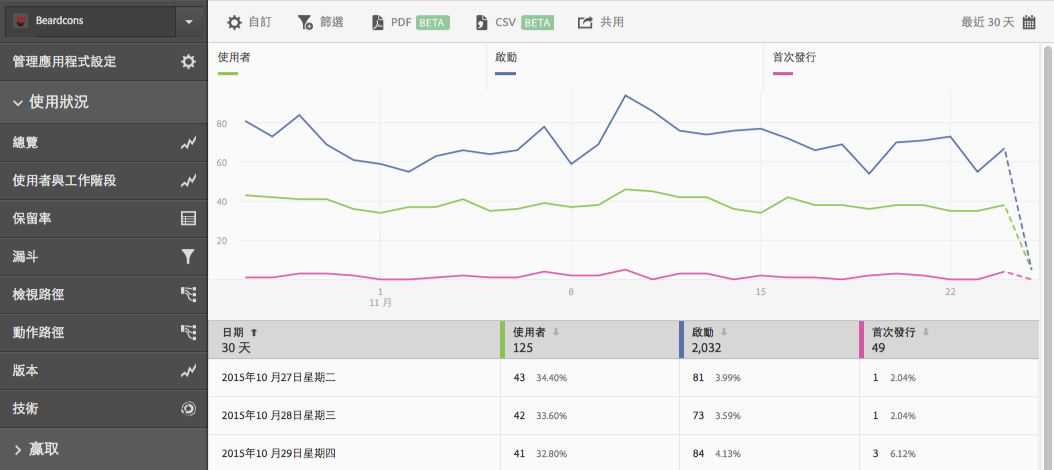 Beardcons
管理應用程式設定
使用狀況
總覽
使用者與工作階段
保留率
漏斗
檢視路徑
動作路徑
版本
技術
贏取
自訂
篩選
PDF BETA
CSV BETA
共用
最近 30 天
使用者
啟動
首次發行
80
60
40
20
1
11 月
8
15
22
日期 使用者 啟動 首次發行
30 天 125 2,032 49
2015年10 月27日星期二 43 34.40% 81 3.99% 1 2.04%
2015年10 月28日星期三 42 33.60% 73 3.59% 1 2.04%
2015年10 月29日星期四 41 32.80% 84 4.13% 3 6.12%